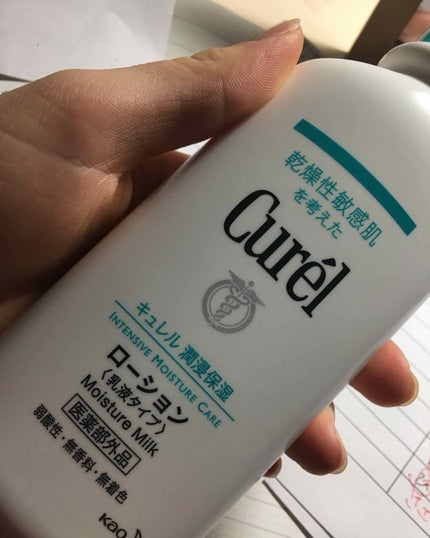 乾燥性敏感肌
を考えた
Curél
キュレル 潤浸保湿
INTENSIVE MOISTURE CARE
ローション
〈乳液タイプ〉
Moisture Milk
医薬部外品
弱酸性・無香料・無着色
Kao